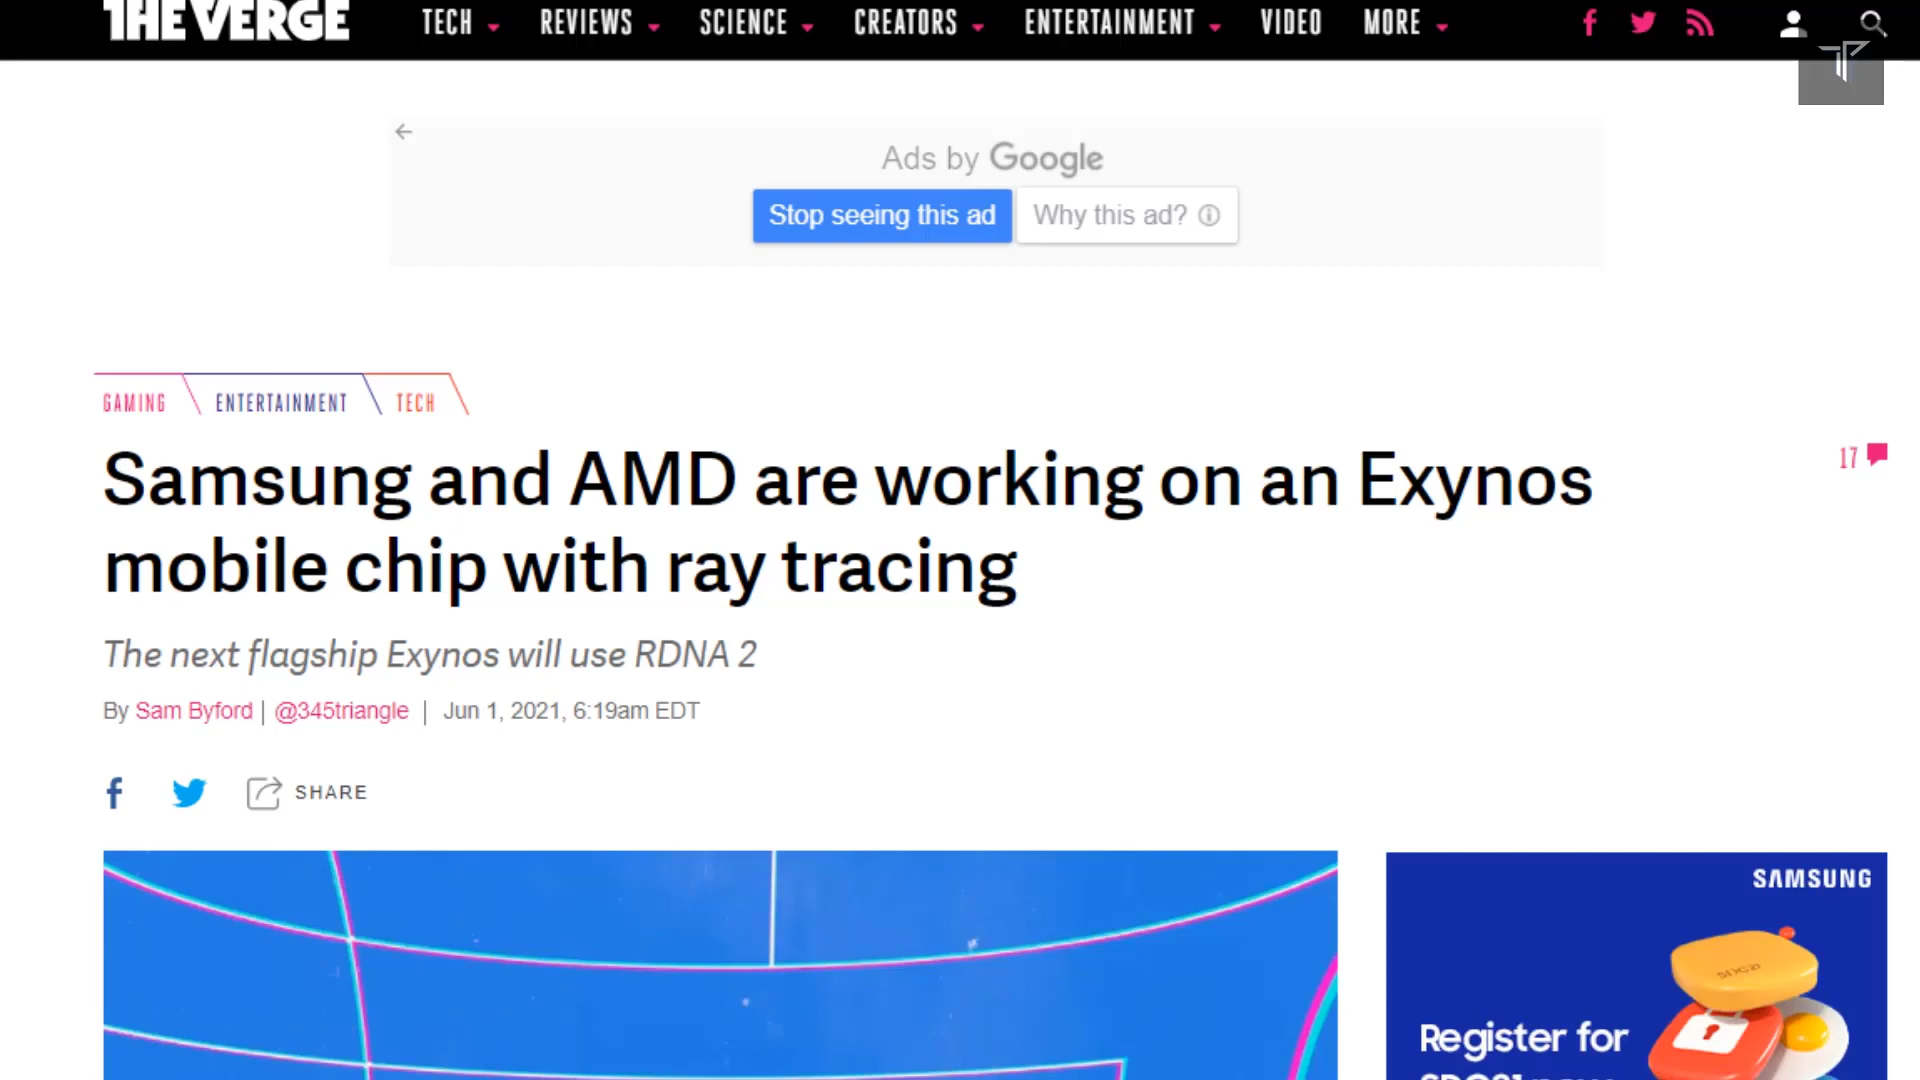 THE VERGE
TECH REVIEWS SCIENCE CREATORS ENTERTAINMENT VIDEO MORE
Ads by Google
Stop seeing this ad
Why this ad?
GAMING ENTERTAINMENT TECH
Samsung and AMD are working on an Exynos
mobile chip with ray tracing
17
The next flagship Exynos will use RDNA 2
By Sam Byford | @345triangle | Jun 1, 2021, 6:19am EDT
SHARE
SAMSUNG
Register for